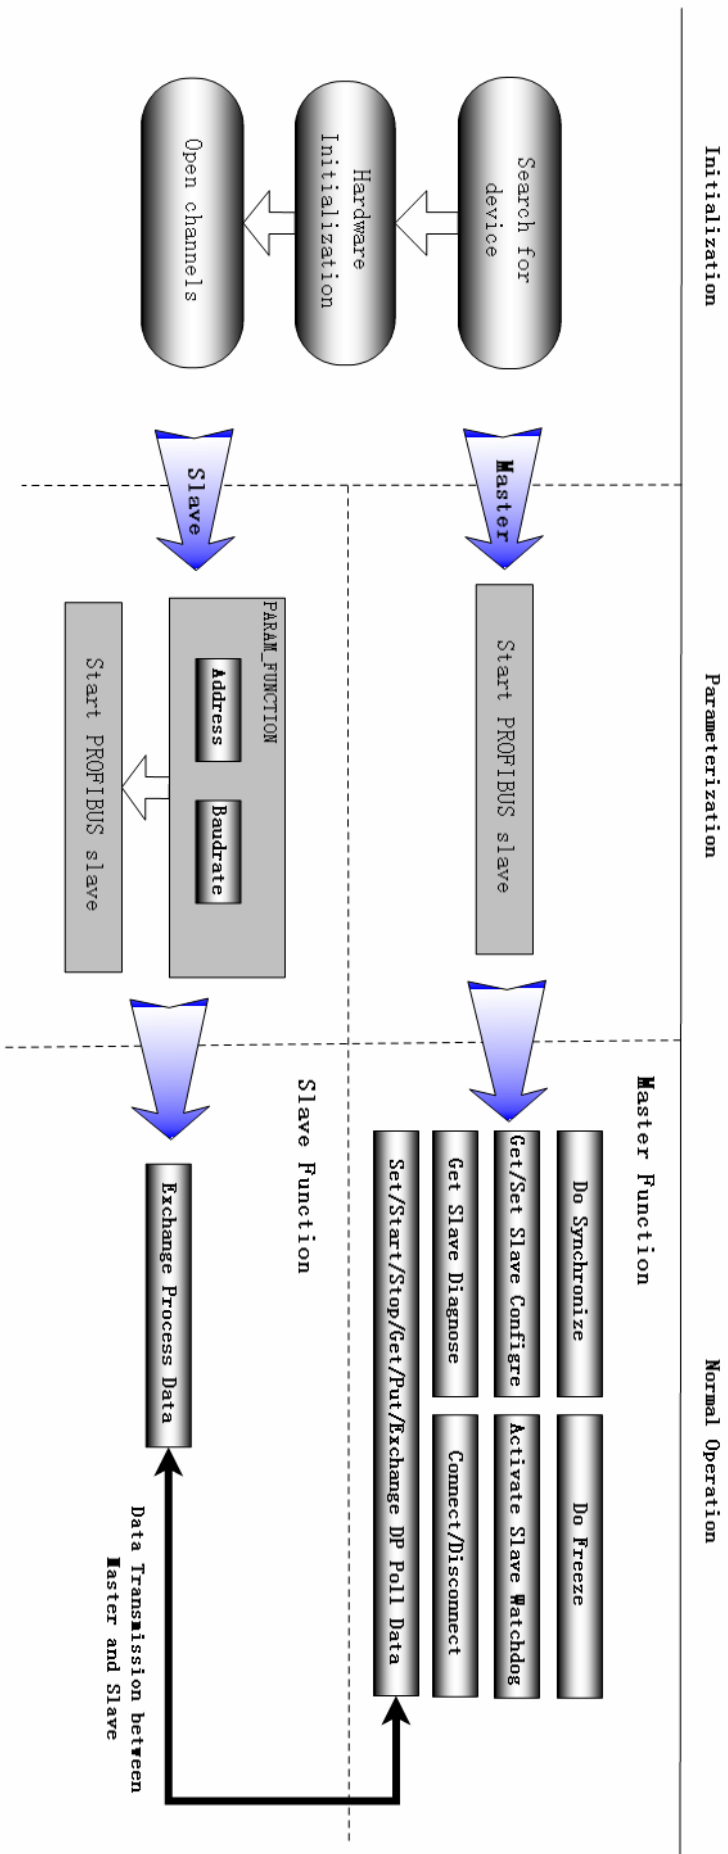 Initialization
Parameterization
Normal Operation
Search for
device
Hardware
Initialization
Open channels
Master
Start PROFIBUS slave
Master Function
Do Synchronize
Do Freeze
Get/Set Slave Configre
Activate Slave Watchdog
Get Slave Diagnose
Connect/Disconnect
Set/Start/Stop/Get/Put/Exchange DP Poll Data
Slave
PARAM_FUNCTION
Address
Baudrate
Start PROFIBUS slave
Slave Function
Exchange Process Data
Data Transmission between
Master and Slave